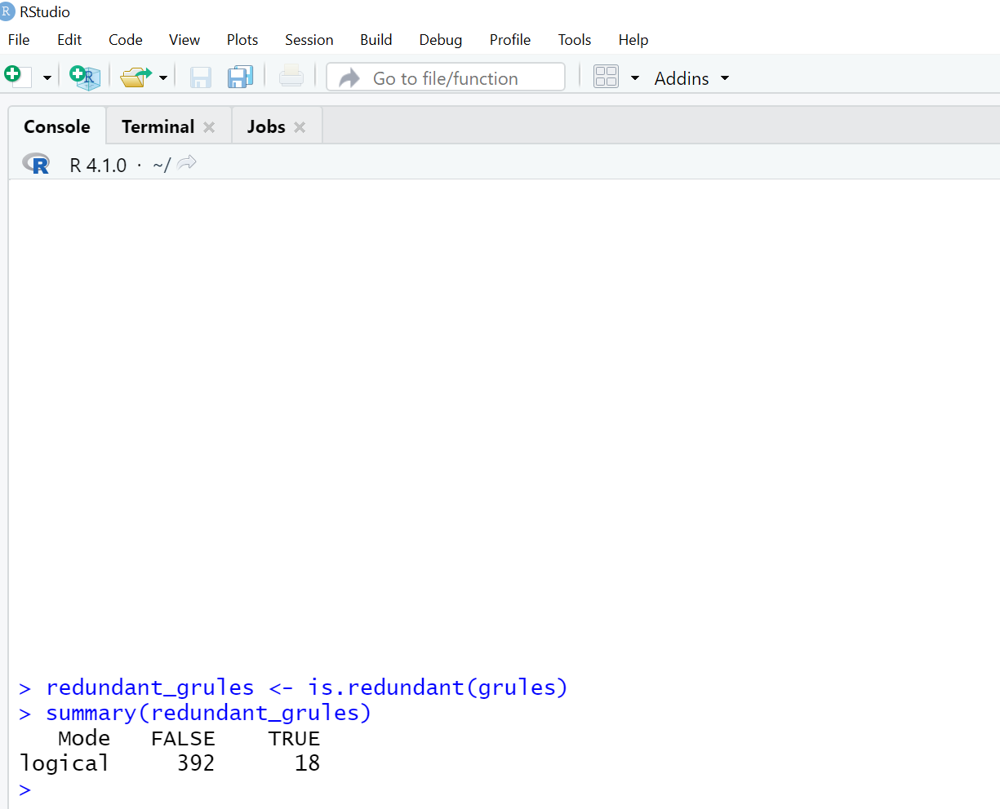 R RStudio
File Edit Code View Plots Session Build Debug Profile Tools Help
R Go to file/function Addins
Console Terminal Jobs
R R 4.1.0 · ~/
> redundant_grules <- is.redundant(grules)
> summary(redundant_grules)
   Mode   FALSE    TRUE
logical     392      18
>